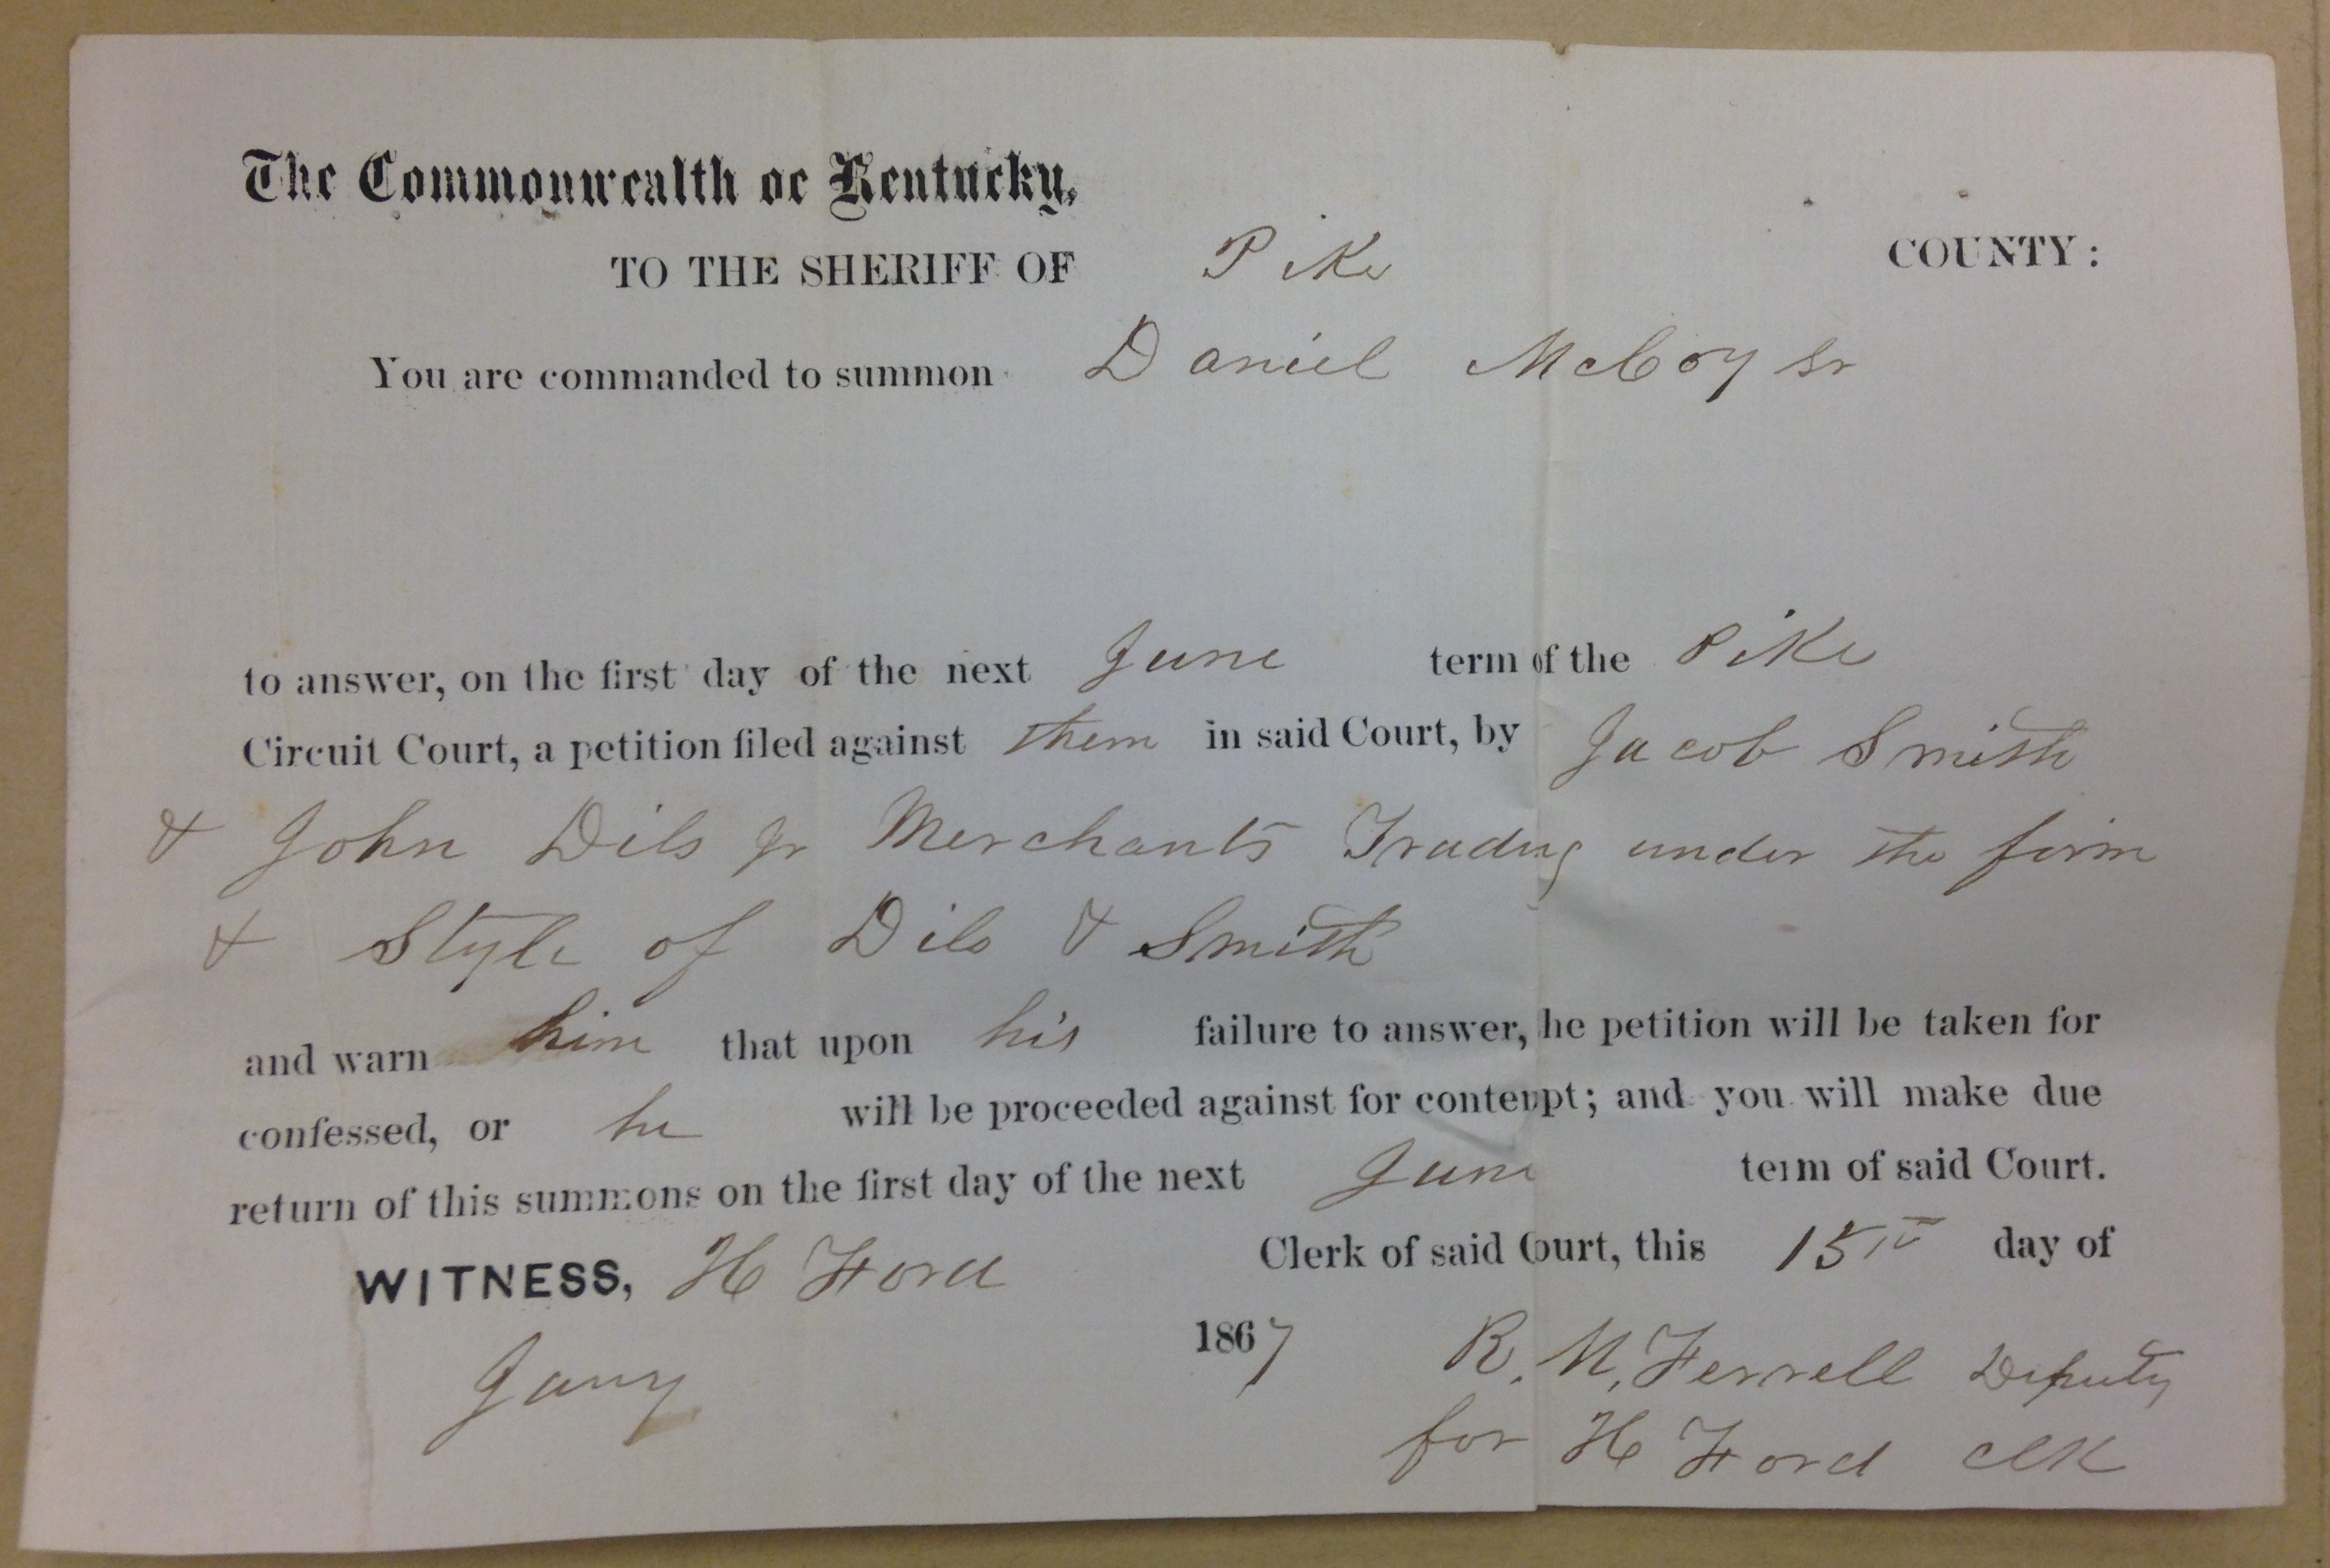 The Commonwealth oc Kentucky,
TO THE SHERIFF OF Pike COUNTY:
You are commanded to summon Daniel McCoy Sr
to answer, on the first day of the next June term of the Pike
Circuit Court, a petition filed against them in said Court, by Jacob Smith
& John Dils Jr Merchants Trading under the firm
& Style of Dils & Smith
and warn him that upon his failure to answer, he petition will be taken for
confessed, or he will be proceeded against for contempt; and you will make due
return of this summons on the first day of the next June term of said Court.
WITNESS, H Ford Clerk of said Court, this 15th day of
Jany 1867 R. M. Ferrell Deputy
for H Ford Clk